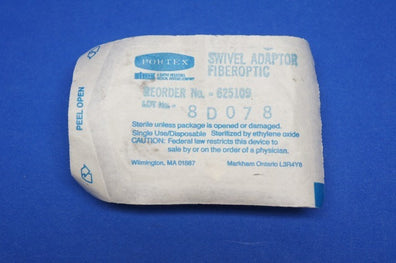 PORTEX
SWIVEL ADAPTOR
FIBEROPTIC
REORDER No. - 625109
LOT No. - 8D078
PEEL OPEN
Sterile unless package is opened or damaged.
Single Use/Disposable Sterilized by ethylene oxide
CAUTION: Federal law restricts this device to
sale by or on the order of a physician.
Wilmington, MA 01887 Markham Ontario L3R4Y8